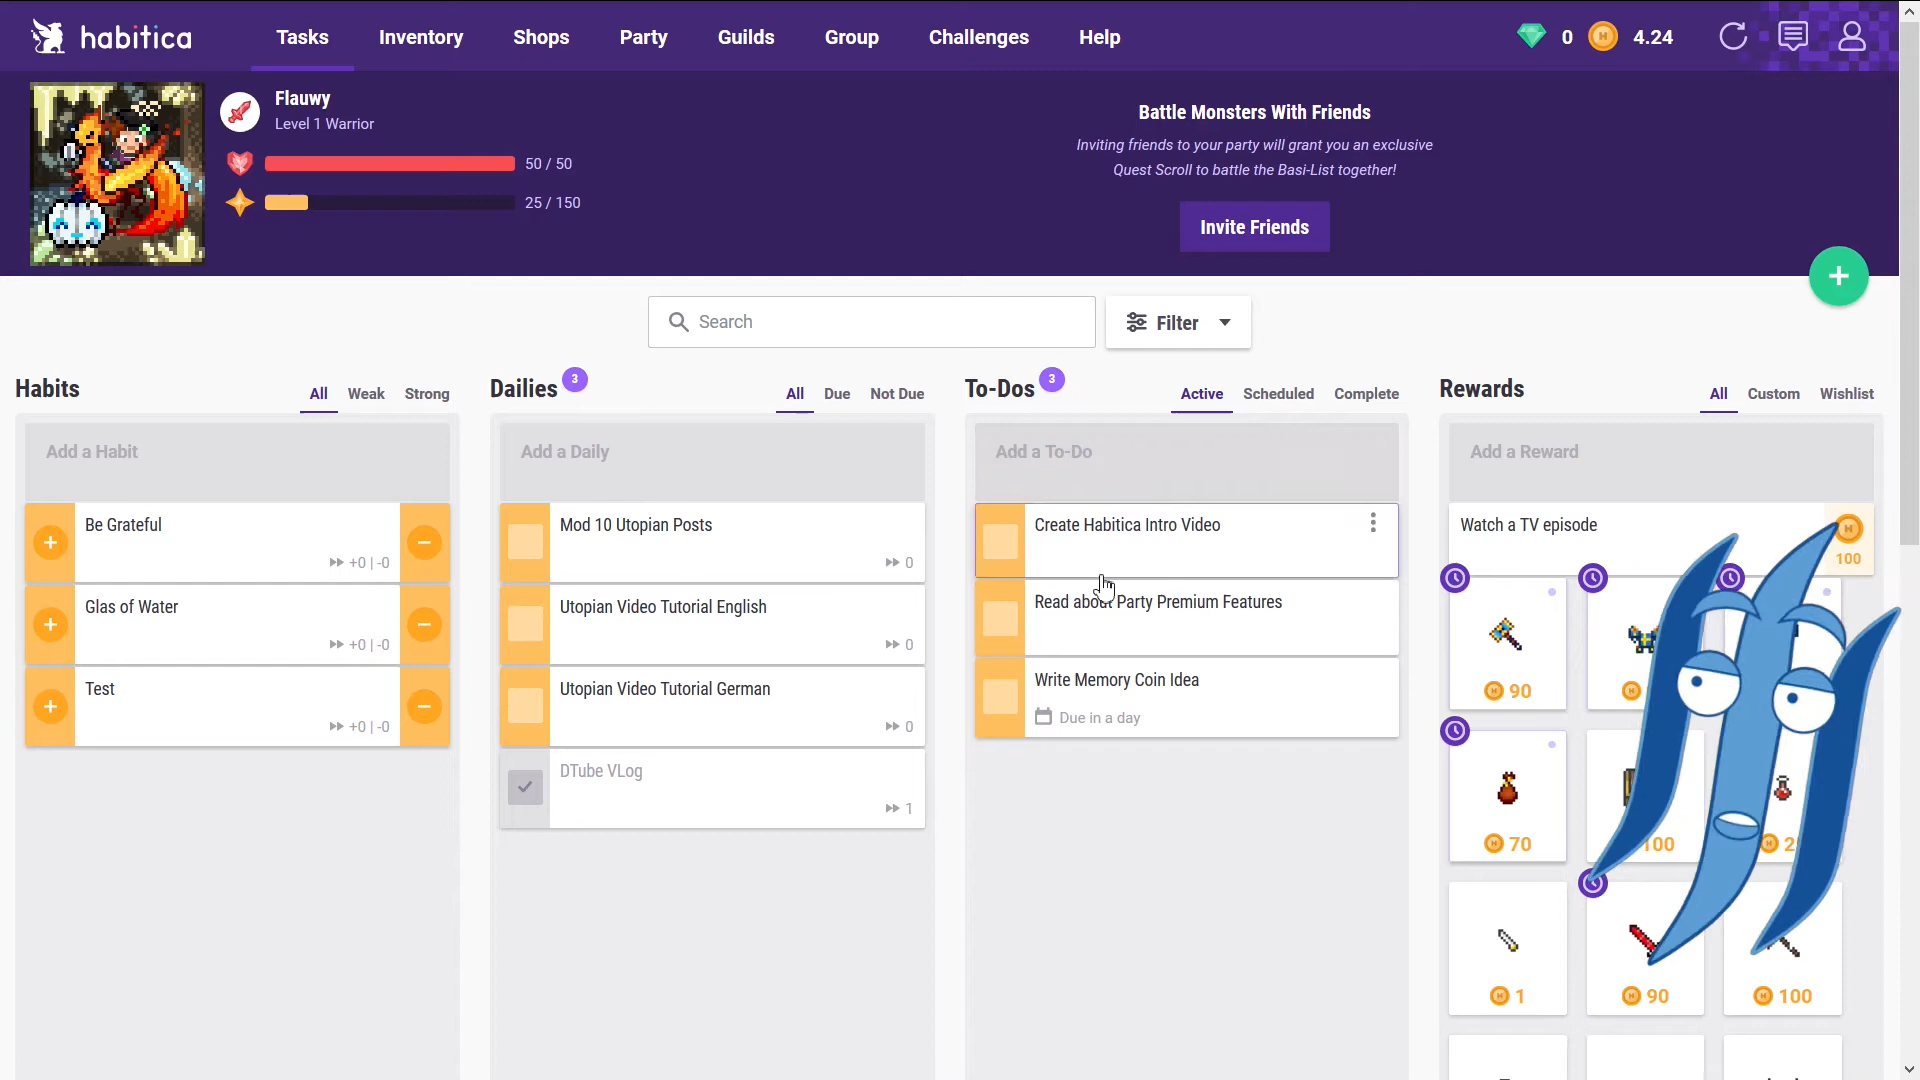 habitica
Tasks
Inventory
Shops
Party
Guilds
Group
Challenges
Help
0
4.24
Flauwy
Level 1 Warrior
50 / 50
25 / 150
Battle Monsters With Friends
Inviting friends to your party will grant you an exclusive
Quest Scroll to battle the Basi-List together!
Invite Friends
Search
Filter
Habits
All
Weak
Strong
Add a Habit
Be Grateful
+0 | -0
Glas of Water
+0 | -0
Test
+0 | -0
Dailies
3
All
Due
Not Due
Add a Daily
Mod 10 Utopian Posts
0
Utopian Video Tutorial English
0
Utopian Video Tutorial German
0
DTube VLog
1
To-Dos
3
Active
Scheduled
Complete
Add a To-Do
Create Habitica Intro Video
Read about Party Premium Features
Write Memory Coin Idea
Due in a day
Rewards
All
Custom
Wishlist
Add a Reward
Watch a TV episode
100
90
70
100
1
90
100